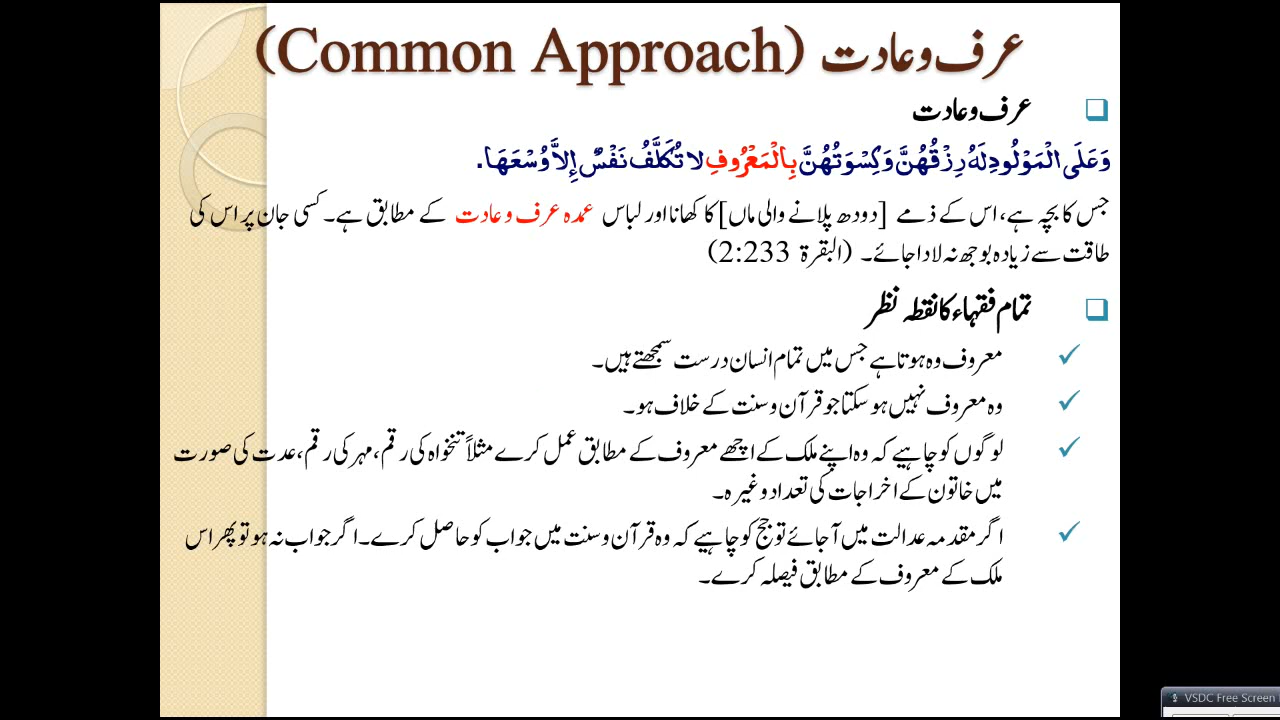 عرف و عادت (Common Approach)
عرف و عادت
وَعَلَى الْمَوْلُودِ لَهُ رِزْقُهُنَّ وَكِسْوَتُهُنَّ بِالْمَعْرُوفِ لا تُكَلَّفُ نَفْسٌ إِلاَّ وُسْعَهَا.
جس کا بچہ ہے، اس کے ذمے [دودھ پلانے والی ماں] کا کھانا اور لباس عمدہ عرف و عادت کے مطابق ہے۔ کسی جان پر اس کی
طاقت سے زیادہ بوجھ نہ لادا جائے۔ (البقرۃ 2:233)
تمام فقہاء کا نقطہ نظر
معروف وہ ہوتا ہے جس میں تمام انسان درست سمجھتے ہیں۔
وہ معروف نہیں ہو سکتا جو قرآن و سنت کے خلاف ہو۔
لوگوں کو چاہیے کہ وہ اپنے ملک کے اچھے معروف کے مطابق عمل کرے مثلاً تنخواہ کی رقم، مہر کی رقم، عدت کی صورت
میں خاتون کے اخراجات کی تعداد وغیرہ۔
اگر مقدمہ عدالت میں آ جائے تو جج کو چاہیے کہ وہ قرآن و سنت میں جواب کو حاصل کرے۔ اگر جواب نہ ہو تو پھر اس
ملک کے معروف کے مطابق فیصلہ کرے۔
VSDC Free Screen